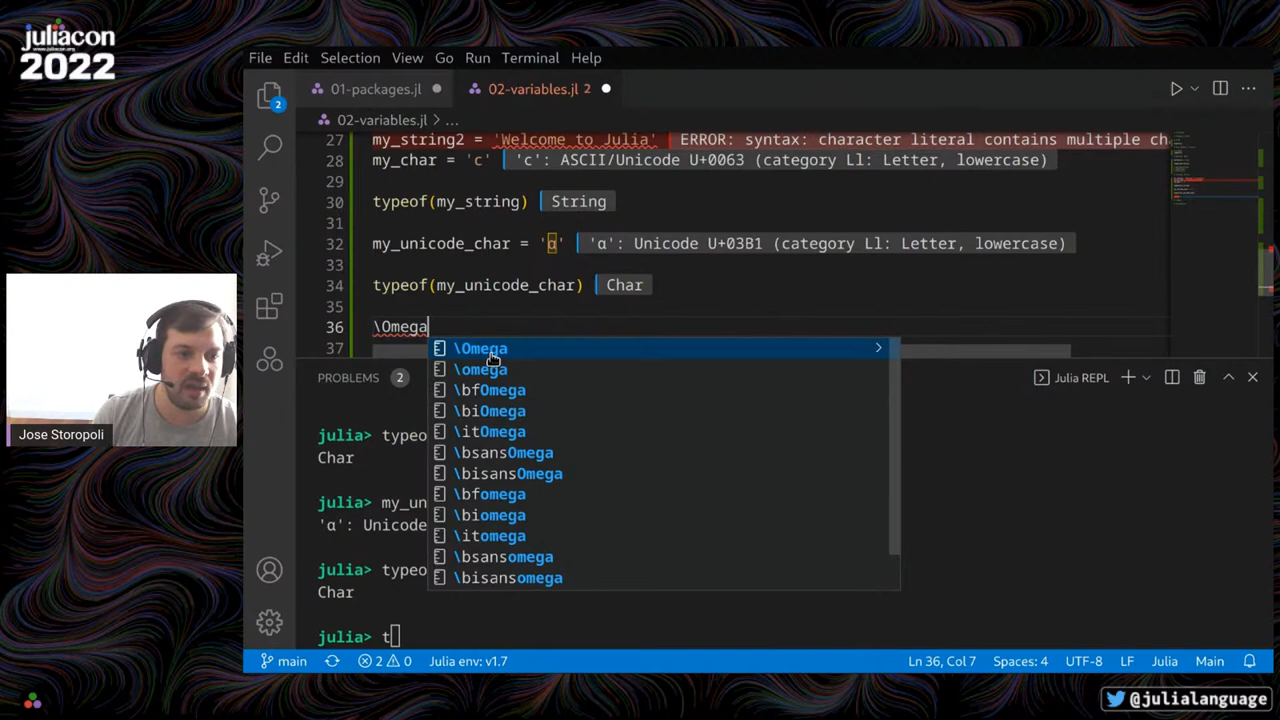 juliacon
www.juliacon.org
2022
File Edit Selection View Go Run Terminal Help
2
01-packages.jl
02-variables.jl 2
02-variables.jl > ...
27 my_string2 = 'Welcome to Julia' ERROR: syntax: character literal contains multiple ch
28 my_char = 'c' 'c': ASCII/Unicode U+0063 (category Ll: Letter, lowercase)
29
30 typeof(my_string) String
31
32 my_unicode_char = 'α' 'α': Unicode U+03B1 (category Ll: Letter, lowercase)
33
34 typeof(my_unicode_char) Char
35
36 \Omega
37
\Omega
\omega
\bfOmega
\biOmega
\itOmega
\bsansOmega
\bisansOmega
\bfomega
\biomega
\itomega
\bsansomega
\bisansomega
PROBLEMS 2
Julia REPL
julia> typeo
Char
julia> my_un
'α': Unicode
julia> typeo
Char
julia> t
Jose Storopoli
main 2 0 Julia env: v1.7 Ln 36, Col 7 Spaces: 4 UTF-8 LF Julia Main
@julialanguage